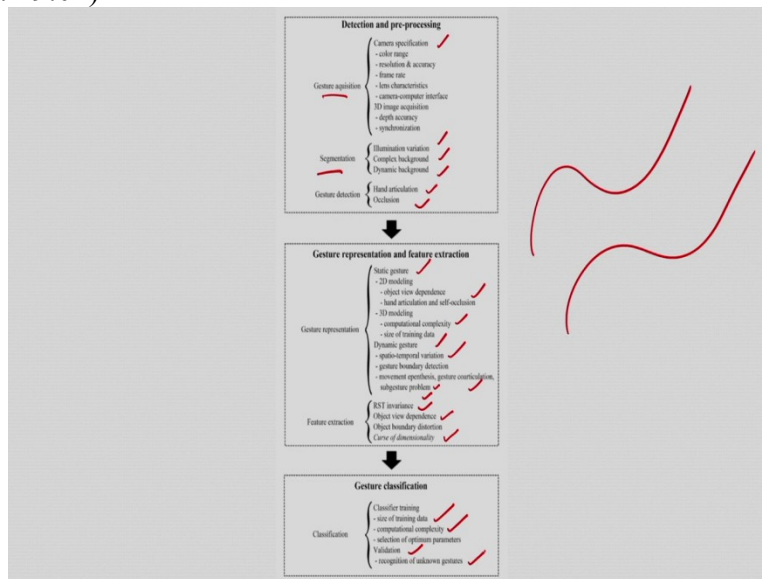 Detection and pre-processing
Gesture aquisition
Camera specification
- color range
- resolution & accuracy
- frame rate
- lens characteristics
- camera-computer interface
3D image acquisition
- depth accuracy
- synchronization
Segmentation
Illumination variation
Complex background
Dynamic background
Gesture detection
Hand articulation
Occlusion
Gesture representation and feature extraction
Gesture representation
Static gesture
- 2D modeling
- object view dependence
- hand articulation and self-occlusion
- 3D modeling
- computational complexity
- size of training data
Dynamic gesture
- spatio-temporal variation
- gesture boundary detection
- movement epenthesis, gesture coarticulation,
subgesture problem
Feature extraction
RST invariance
Object view dependence
Object boundary distortion
Curse of dimensionality
Gesture classification
Classification
Classifier training
- size of training data
- computational complexity
- selection of optimum parameters
Validation
- recognition of unknown gestures